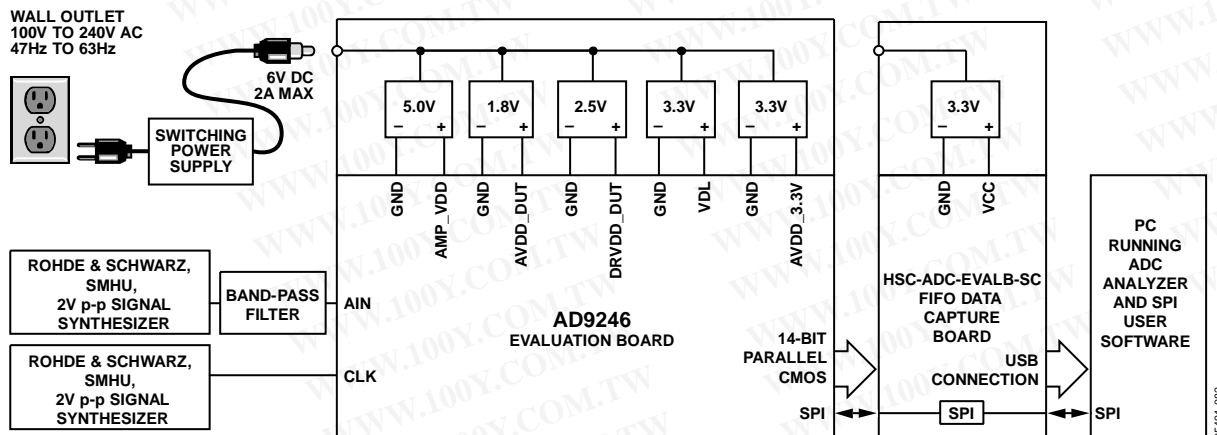 WALL OUTLET
100V TO 240V AC
47Hz TO 63Hz
6V DC
2A MAX
SWITCHING
POWER
SUPPLY
5.0V
1.8V
2.5V
3.3V
3.3V
3.3V
– +
– +
– +
– +
– +
– +
GND
AMP_VDD
GND
AVDD_DUT
GND
DRVDD_DUT
GND
VDL
GND
AVDD_3.3V
GND
VCC
ROHDE & SCHWARZ,
SMHU,
2V p-p SIGNAL
SYNTHESIZER
BAND-PASS
FILTER
AIN
ROHDE & SCHWARZ,
SMHU,
2V p-p SIGNAL
SYNTHESIZER
CLK
AD9246
EVALUATION BOARD
14-BIT
PARALLEL
CMOS
SPI
HSC-ADC-EVALB-SC
FIFO DATA
CAPTURE
BOARD
USB
CONNECTION
SPI
PC
RUNNING
ADC
ANALYZER
AND SPI
USER
SOFTWARE
SPI
WWW.100Y.COM.TW